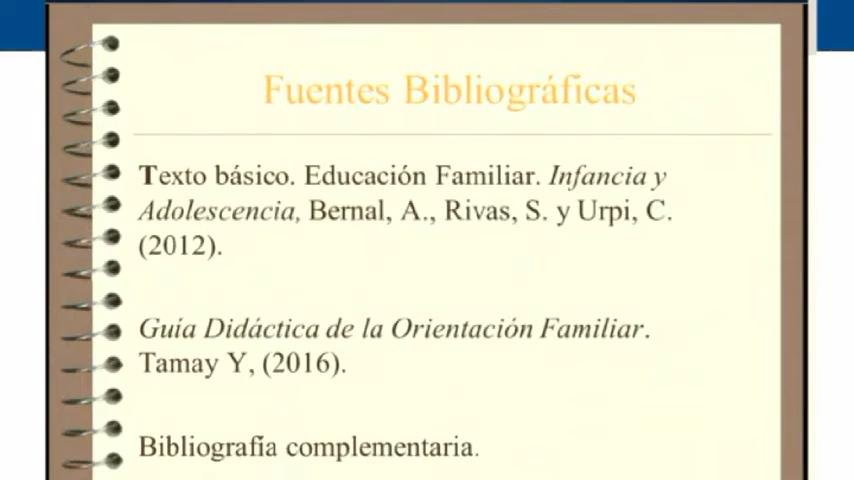 Fuentes Bibliográficas
Texto básico. Educación Familiar. Infancia y
Adolescencia, Bernal, A., Rivas, S. y Urpi, C.
(2012).
Guía Didáctica de la Orientación Familiar.
Tamay Y, (2016).
Bibliografía complementaria.